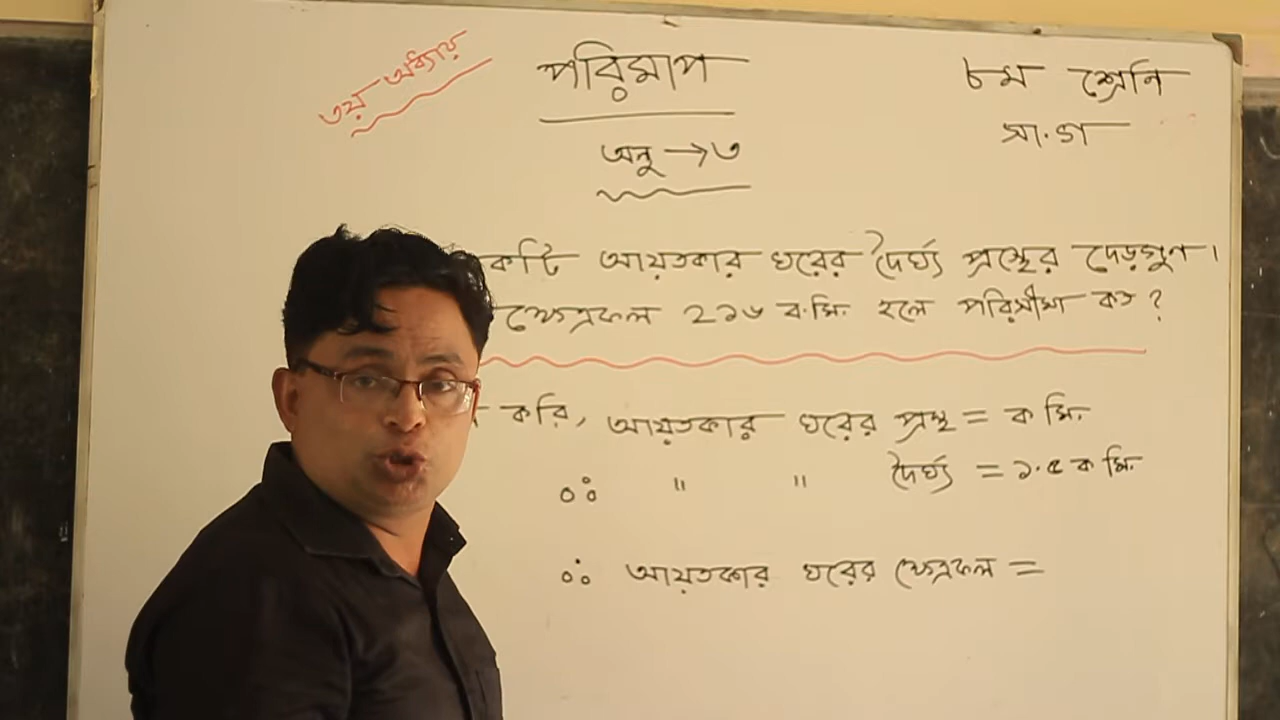 ৩য় অধ্যায়
পরিমাপ
অনু → ৩
৮ম শ্রেনি
সা.গ
কটি আয়তকার ঘরের দৈর্ঘ্য প্রস্থের দেড়গুন।
ক্ষেত্রফল ২১৬ ব.মি. হলে পরিসীমা কত?
করি, আয়তকার ঘরের প্রস্থ = ক মি.
∴ " " দৈর্ঘ্য = ১.৫ ক মি.
∴ আয়তকার ঘরের ক্ষেত্রফল =